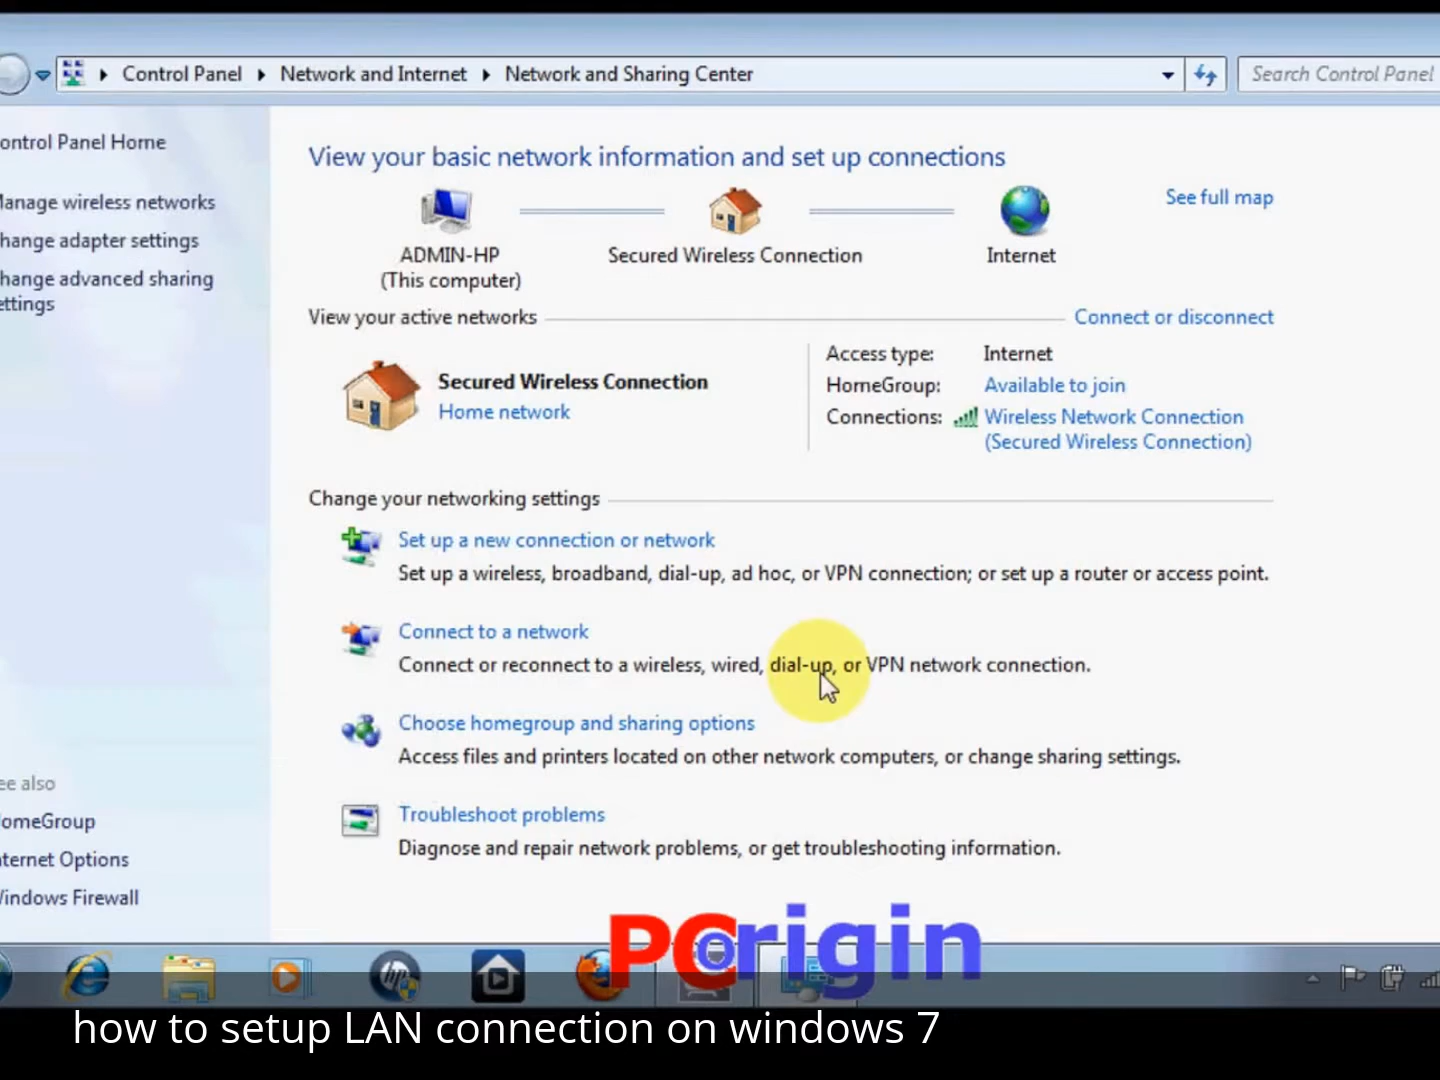 Control Panel ▸ Network and Internet ▸ Network and Sharing Center
Search Control Panel
ontrol Panel Home
anage wireless networks
hange adapter settings
hange advanced sharing
ettings
View your basic network information and set up connections
See full map
ADMIN-HP
(This computer)
Secured Wireless Connection
Internet
View your active networks
Connect or disconnect
Secured Wireless Connection
Home network
Access type: Internet
HomeGroup: Available to join
Connections: Wireless Network Connection
(Secured Wireless Connection)
Change your networking settings
Set up a new connection or network
Set up a wireless, broadband, dial-up, ad hoc, or VPN connection; or set up a router or access point.
Connect to a network
Connect or reconnect to a wireless, wired, dial-up, or VPN network connection.
Choose homegroup and sharing options
Access files and printers located on other network computers, or change sharing settings.
Troubleshoot problems
Diagnose and repair network problems, or get troubleshooting information.
ee also
omeGroup
nternet Options
indows Firewall
PCorigin
hp
how to setup LAN connection on windows 7